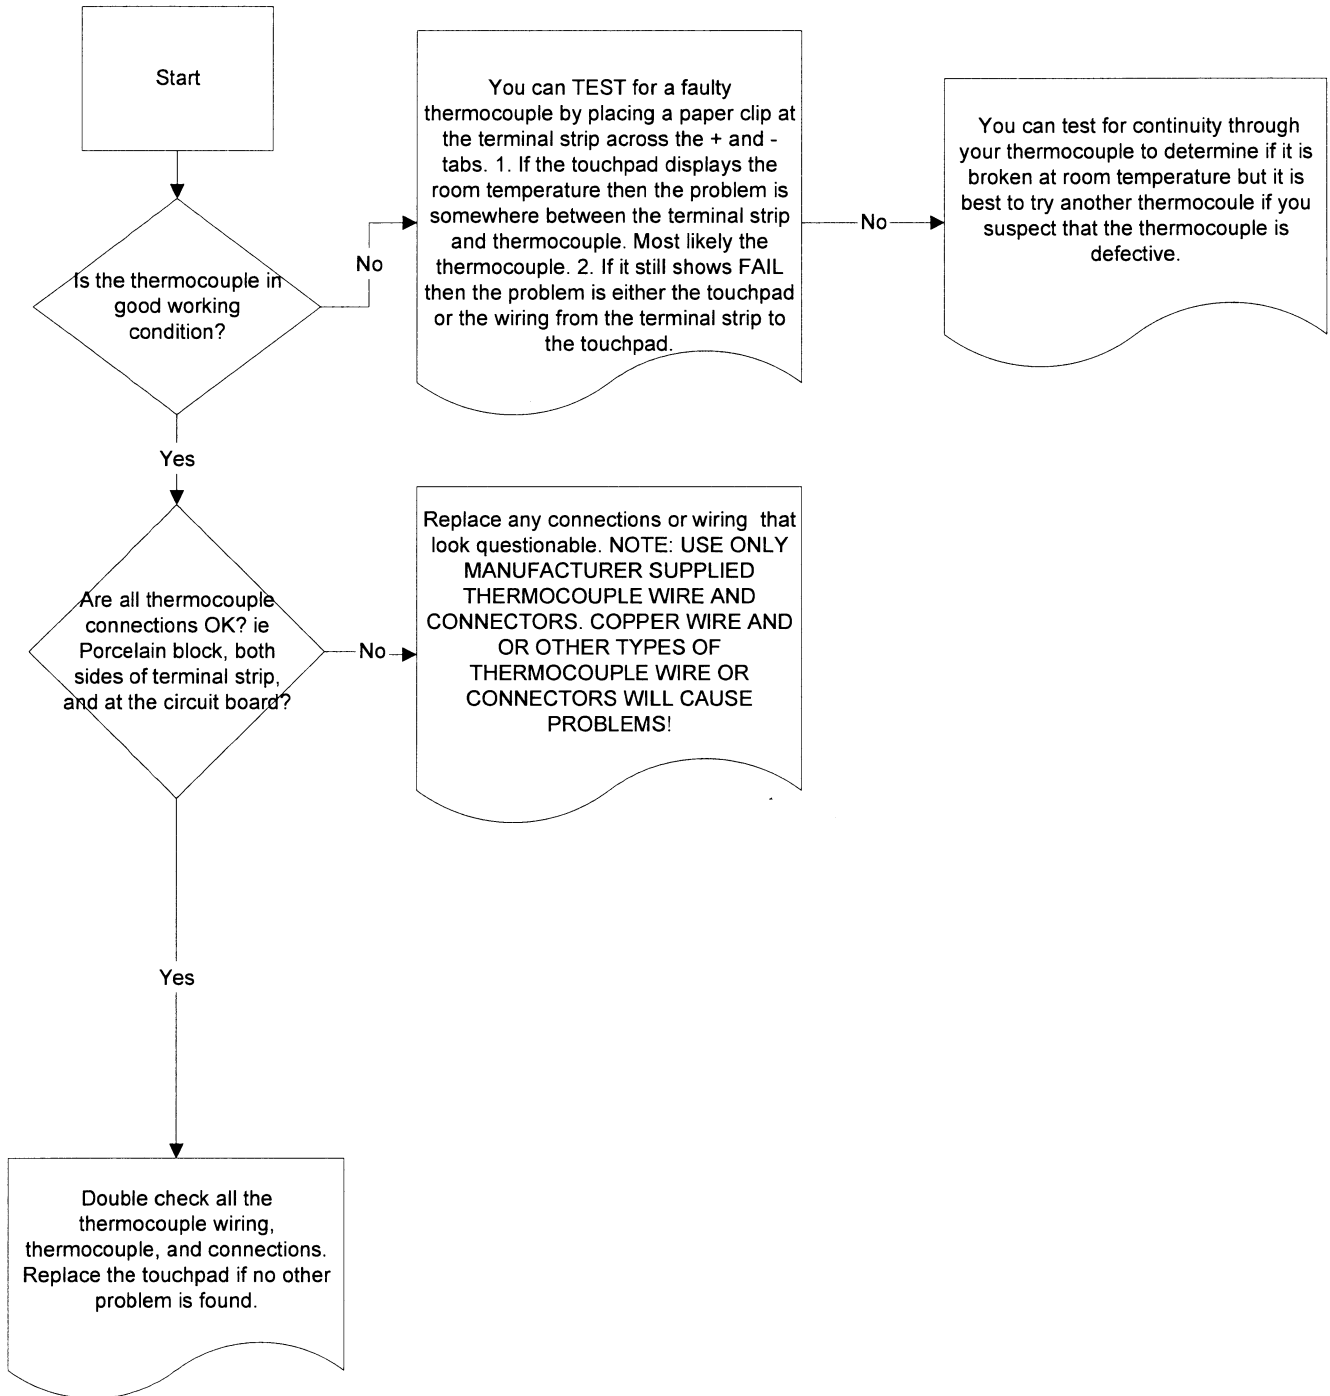 Start
You can TEST for a faulty
thermocouple by placing a paper clip at
the terminal strip across the + and -
tabs. 1. If the touchpad displays the
room temperature then the problem is
somewhere between the terminal strip
and thermocouple. Most likely the
thermocouple. 2. If it still shows FAIL
then the problem is either the touchpad
or the wiring from the terminal strip to
the touchpad.
You can test for continuity through
your thermocouple to determine if it is
broken at room temperature but it is
best to try another thermocoule if you
suspect that the thermocouple is
defective.
No
No
Is the thermocouple in
good working
condition?
Yes
Replace any connections or wiring  that
look questionable. NOTE: USE ONLY
MANUFACTURER SUPPLIED
THERMOCOUPLE WIRE AND
CONNECTORS. COPPER WIRE AND
OR OTHER TYPES OF
THERMOCOUPLE WIRE OR
CONNECTORS WILL CAUSE
PROBLEMS!
Are all thermocouple
connections OK? ie
Porcelain block, both
sides of terminal strip,
and at the circuit board?
No
Yes
Double check all the
thermocouple wiring,
thermocouple, and connections.
Replace the touchpad if no other
problem is found.